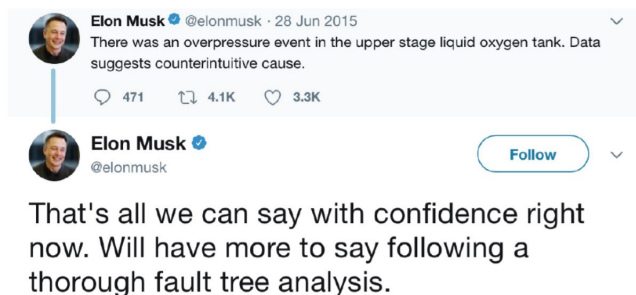 Elon Musk @elonmusk · 28 Jun 2015
There was an overpressure event in the upper stage liquid oxygen tank. Data
suggests counterintuitive cause.
471 4.1K 3.3K
Elon Musk
@elonmusk
Follow
That's all we can say with confidence right
now. Will have more to say following a
thorough fault tree analysis.